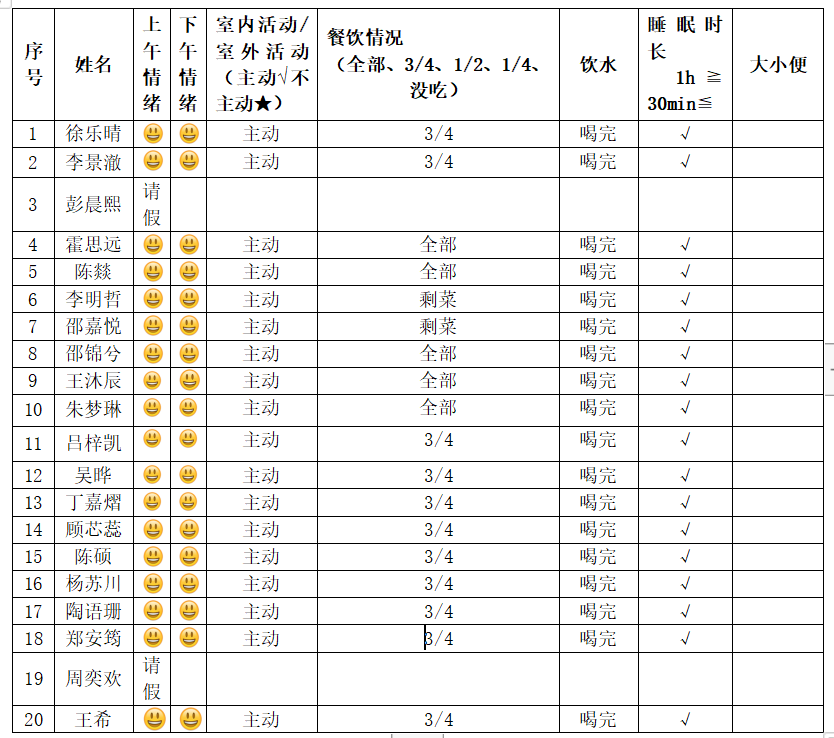 序号 姓名 上午情绪 下午情绪 室内活动/室外活动（主动√不主动★） 餐饮情况（全部、3/4、1/2、1/4、没吃） 饮水 睡眠时长 1h≧ 30min≦ 大小便
1 徐乐晴 😃 😃 主动 3/4 喝完 √
2 李景澈 😃 😃 主动 3/4 喝完 √
3 彭晨熙 请假
4 霍思远 😃 😃 主动 全部 喝完 √
5 陈燚 😃 😃 主动 全部 喝完 √
6 李明哲 😃 😃 主动 剩菜 喝完 √
7 邵嘉悦 😃 😃 主动 剩菜 喝完 √
8 邵锦兮 😃 😃 主动 全部 喝完 √
9 王沐辰 😃 😃 主动 全部 喝完 √
10 朱梦琳 😃 😃 主动 全部 喝完 √
11 吕梓凯 😃 😃 主动 3/4 喝完 √
12 吴晔 😃 😃 主动 3/4 喝完 √
13 丁嘉熠 😃 😃 主动 3/4 喝完 √
14 顾芯蕊 😃 😃 主动 3/4 喝完 √
15 陈硕 😃 😃 主动 3/4 喝完 √
16 杨苏川 😃 😃 主动 3/4 喝完 √
17 陶语珊 😃 😃 主动 3/4 喝完 √
18 郑安筠 😃 😃 主动 3/4 喝完 √
19 周奕欢 请假
20 王希 😃 😃 主动 3/4 喝完 √